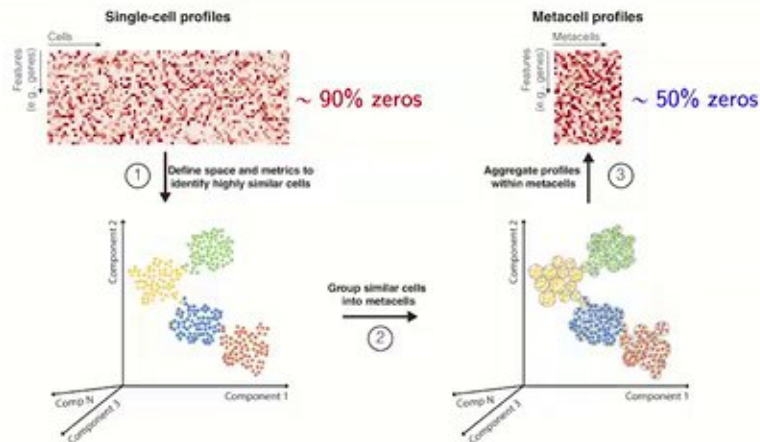 Single-cell profiles
Cells
Features
(e.g., genes)
~ 90% zeros
1
Define space and metrics to
identify highly similar cells
Component 2
Comp N
Component 3
Component 1
Group similar cells
into metacells
2
Metacell profiles
Metacells
Features
(e.g., genes)
~ 50% zeros
Aggregate profiles
within metacells
3
Component 2
Comp N
Component 3
Component 1